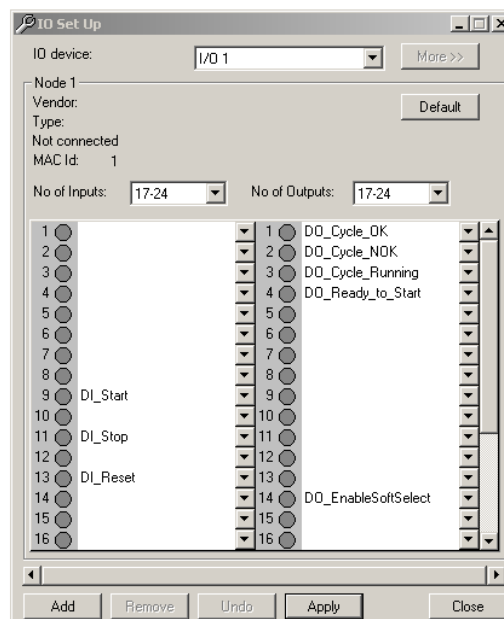 IO Set Up
IO device: I/O 1 More >>
Node 1
Vendor: Default
Type:
Not connected
MAC Id: 1
No of Inputs: 17-24 No of Outputs: 17-24
1 1 DO_Cycle_OK
2 2 DO_Cycle_NOK
3 3 DO_Cycle_Running
4 4 DO_Ready_to_Start
5 5
6 6
7 7
8 8
9 DI_Start 9
10 10
11 DI_Stop 11
12 12
13 DI_Reset 13
14 14 DO_EnableSoftSelect
15 15
16 16
Add Remove Undo Apply Close